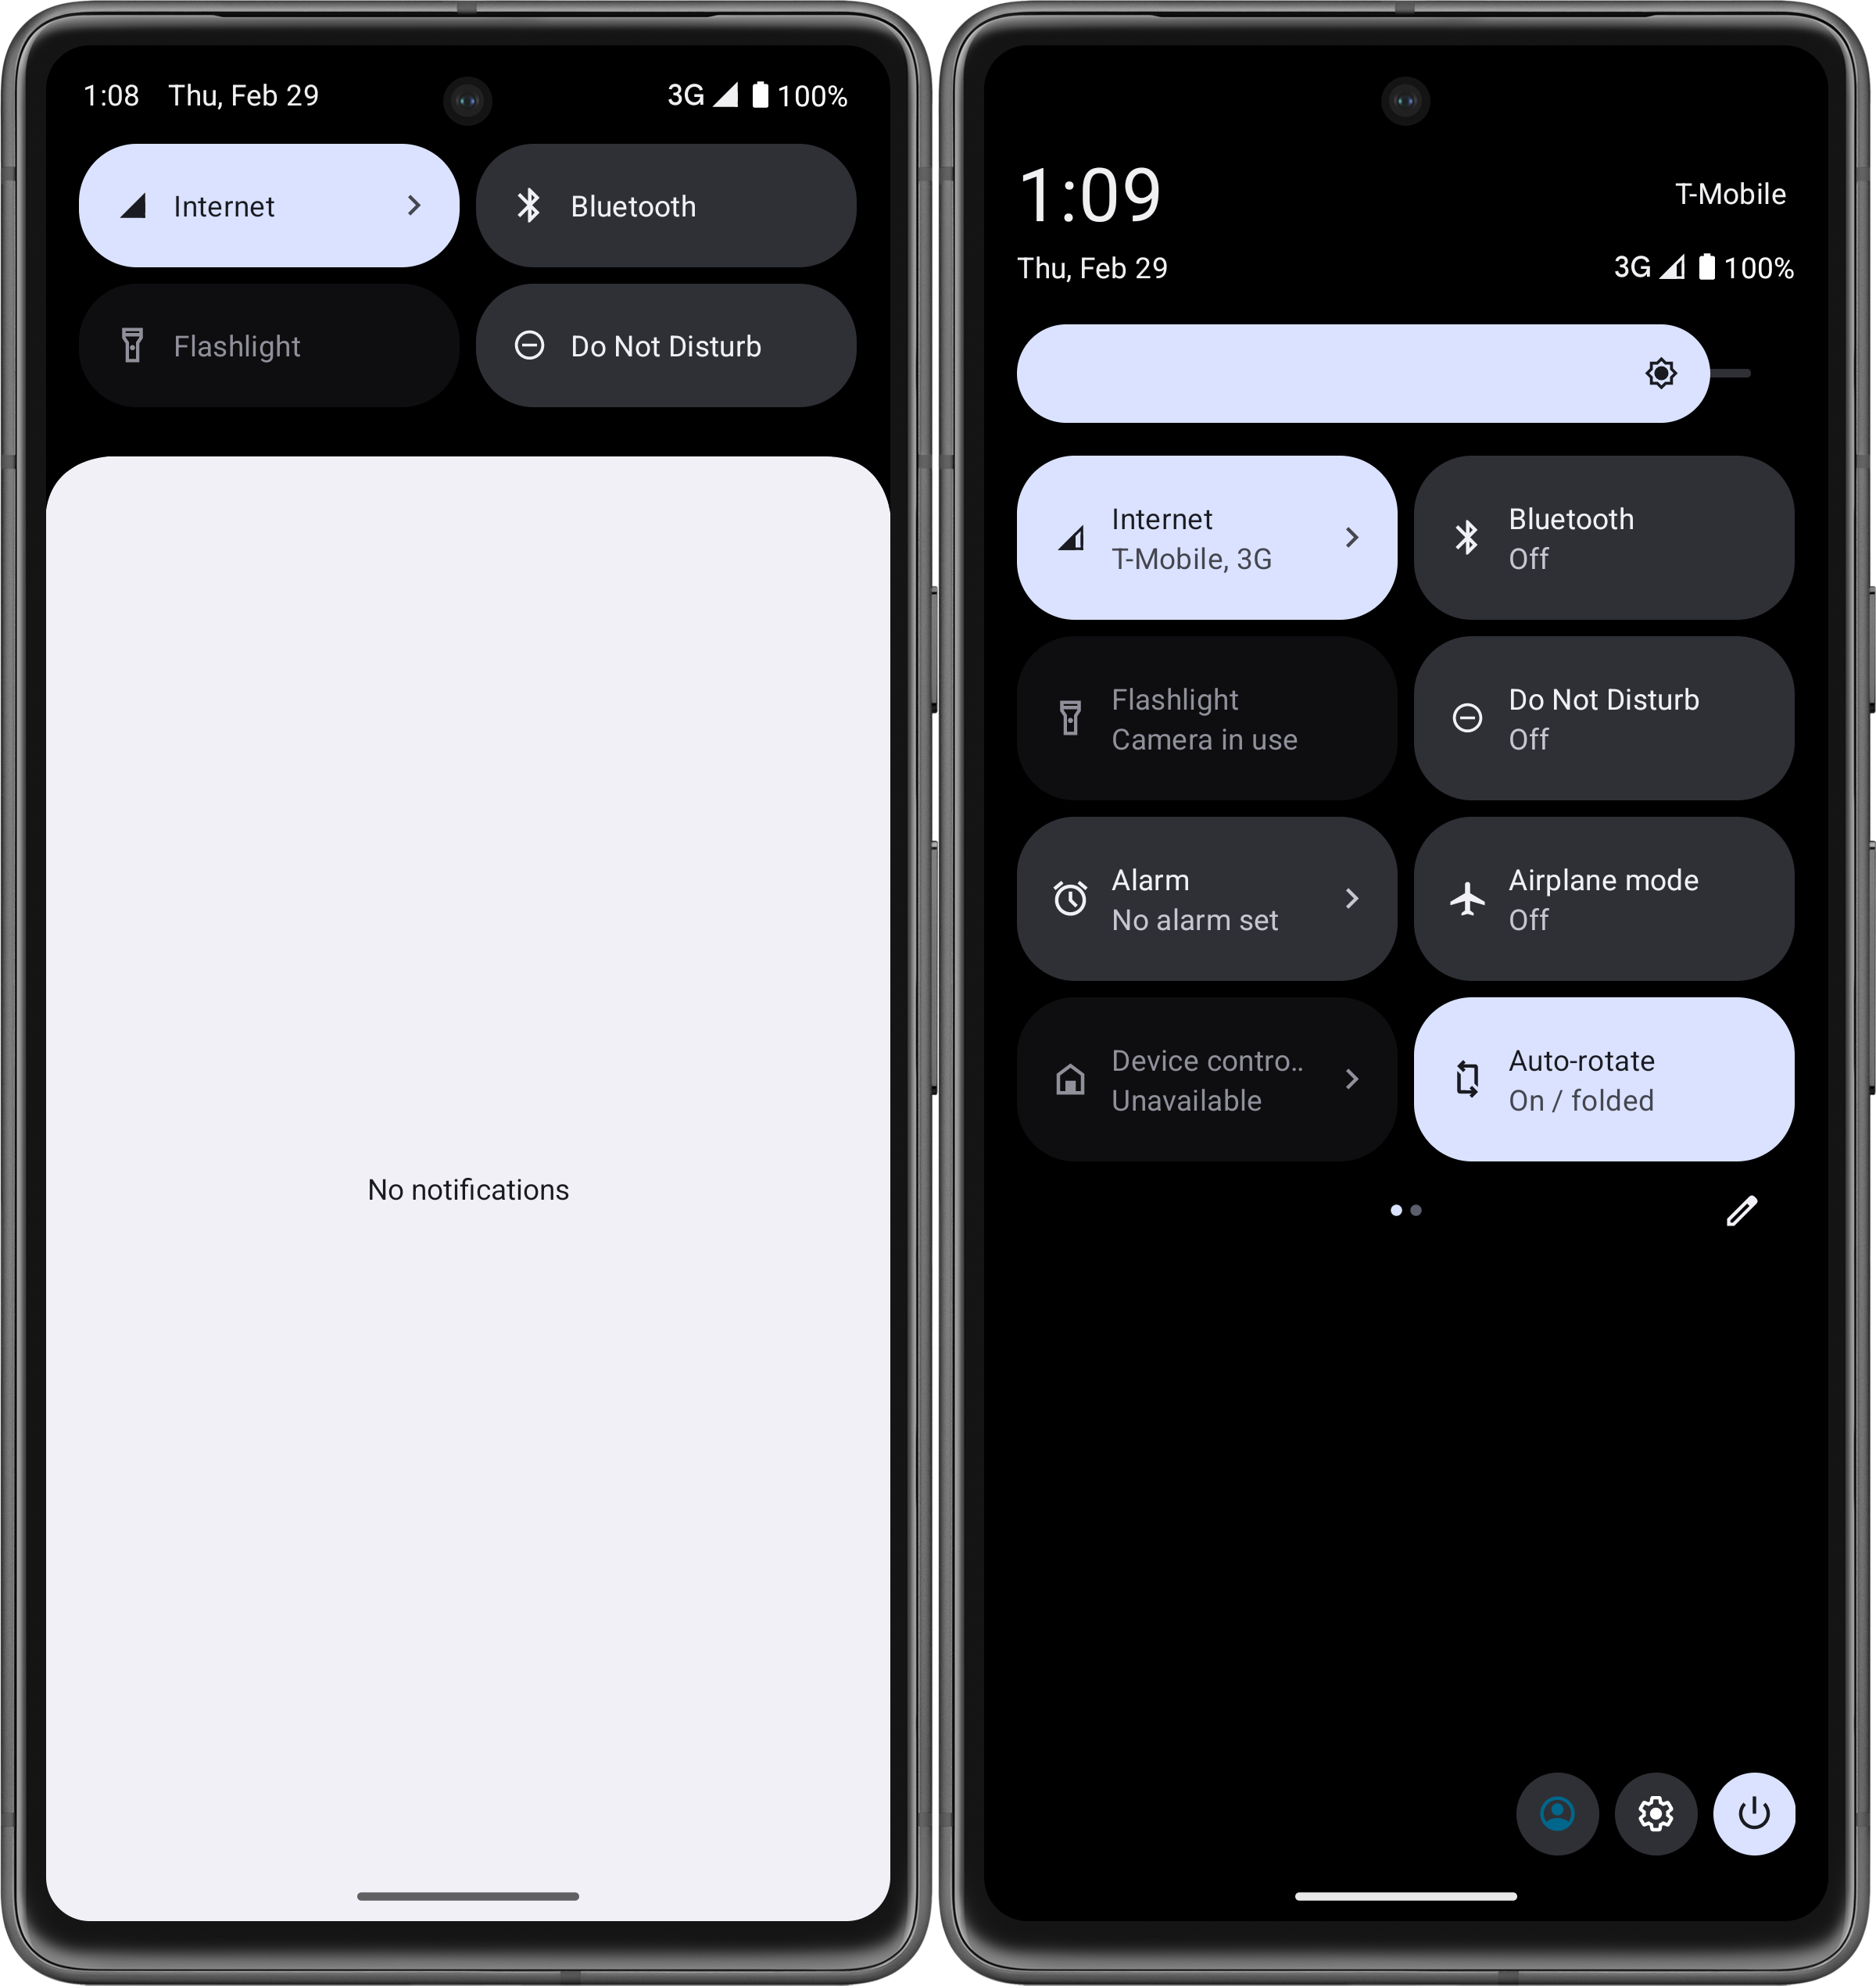 1:08 Thu, Feb 29 3G 100%
Internet Bluetooth
Flashlight Do Not Disturb
No notifications
1:09 T-Mobile
Thu, Feb 29 3G 100%
Internet Bluetooth
T-Mobile, 3G Off
Flashlight Do Not Disturb
Camera in use Off
Alarm Airplane mode
No alarm set Off
Device contro.. Auto-rotate
Unavailable On / folded